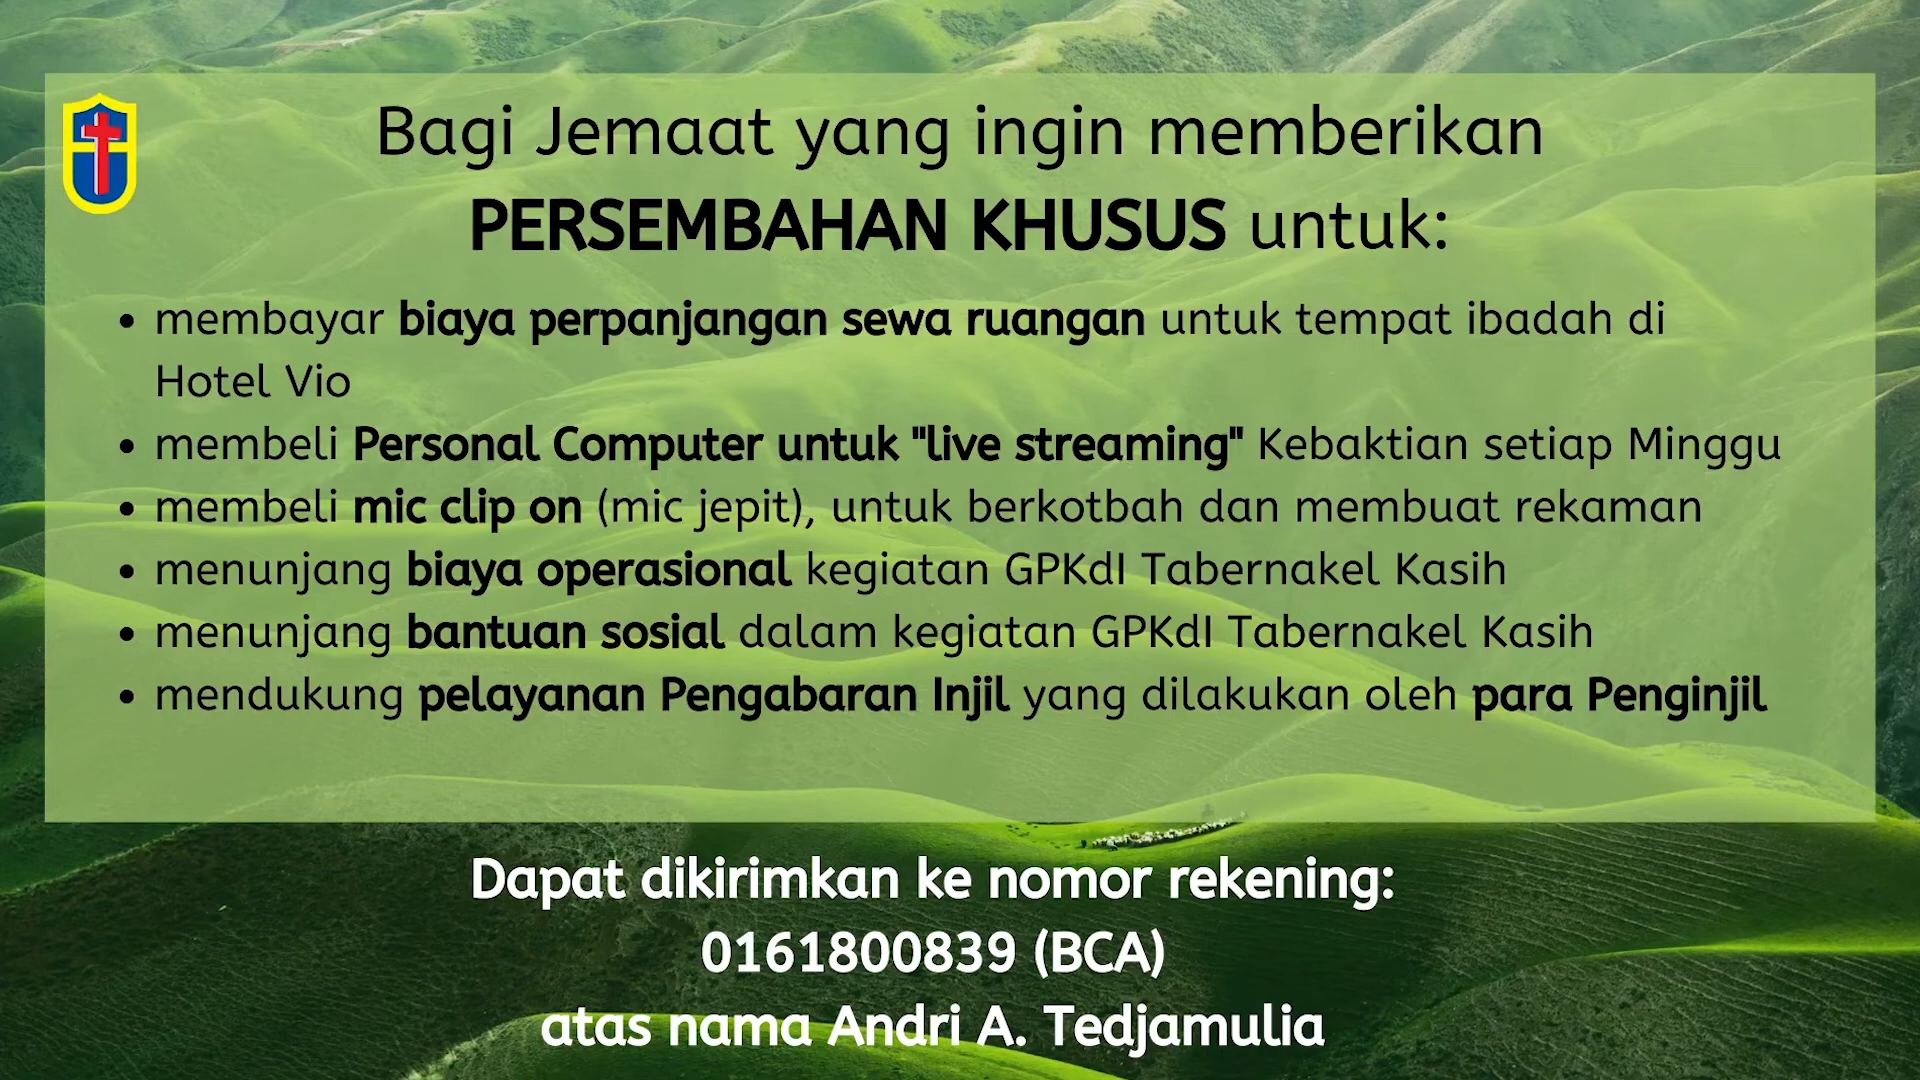 Bagi Jemaat yang ingin memberikan
PERSEMBAHAN KHUSUS untuk:
• membayar biaya perpanjangan sewa ruangan untuk tempat ibadah di
Hotel Vio
• membeli Personal Computer untuk "live streaming" Kebaktian setiap Minggu
• membeli mic clip on (mic jepit), untuk berkotbah dan membuat rekaman
• menunjang biaya operasional kegiatan GPKdI Tabernakel Kasih
• menunjang bantuan sosial dalam kegiatan GPKdI Tabernakel Kasih
• mendukung pelayanan Pengabaran Injil yang dilakukan oleh para Penginjil
Dapat dikirimkan ke nomor rekening:
0161800839 (BCA)
atas nama Andri A. Tedjamulia